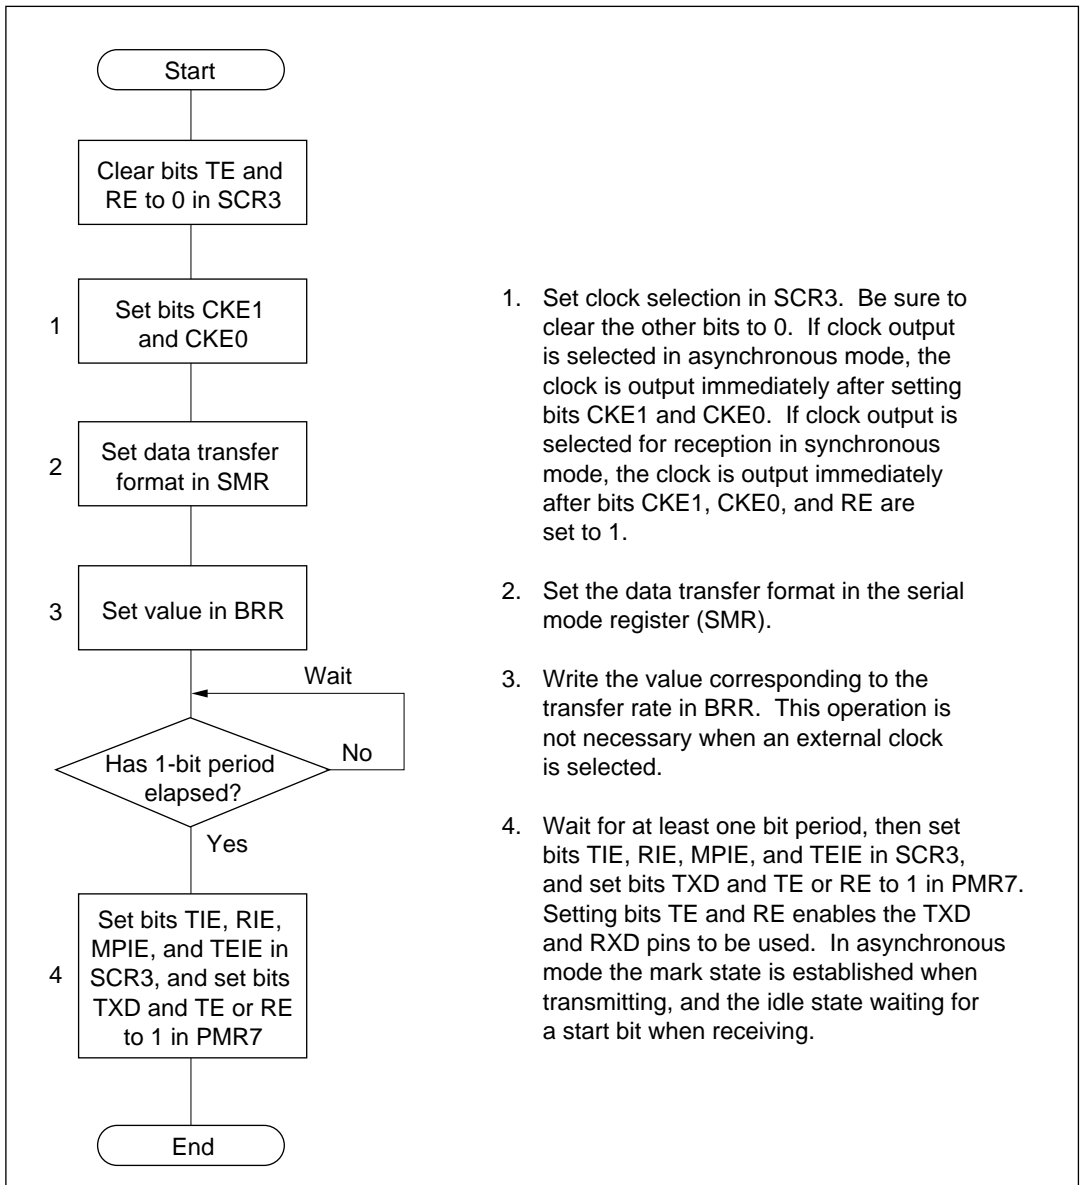 Start
Clear bits TE and
RE to 0 in SCR3
1
Set bits CKE1
and CKE0
2
Set data transfer
format in SMR
3
Set value in BRR
Wait
Has 1-bit period
elapsed?
No
Yes
4
Set bits TIE, RIE,
MPIE, and TEIE in
SCR3, and set bits
TXD and TE or RE
to 1 in PMR7
End
1. Set clock selection in SCR3. Be sure to
clear the other bits to 0. If clock output
is selected in asynchronous mode, the
clock is output immediately after setting
bits CKE1 and CKE0. If clock output is
selected for reception in synchronous
mode, the clock is output immediately
after bits CKE1, CKE0, and RE are
set to 1.
2. Set the data transfer format in the serial
mode register (SMR).
3. Write the value corresponding to the
transfer rate in BRR. This operation is
not necessary when an external clock
is selected.
4. Wait for at least one bit period, then set
bits TIE, RIE, MPIE, and TEIE in SCR3,
and set bits TXD and TE or RE to 1 in PMR7.
Setting bits TE and RE enables the TXD
and RXD pins to be used. In asynchronous
mode the mark state is established when
transmitting, and the idle state waiting for
a start bit when receiving.